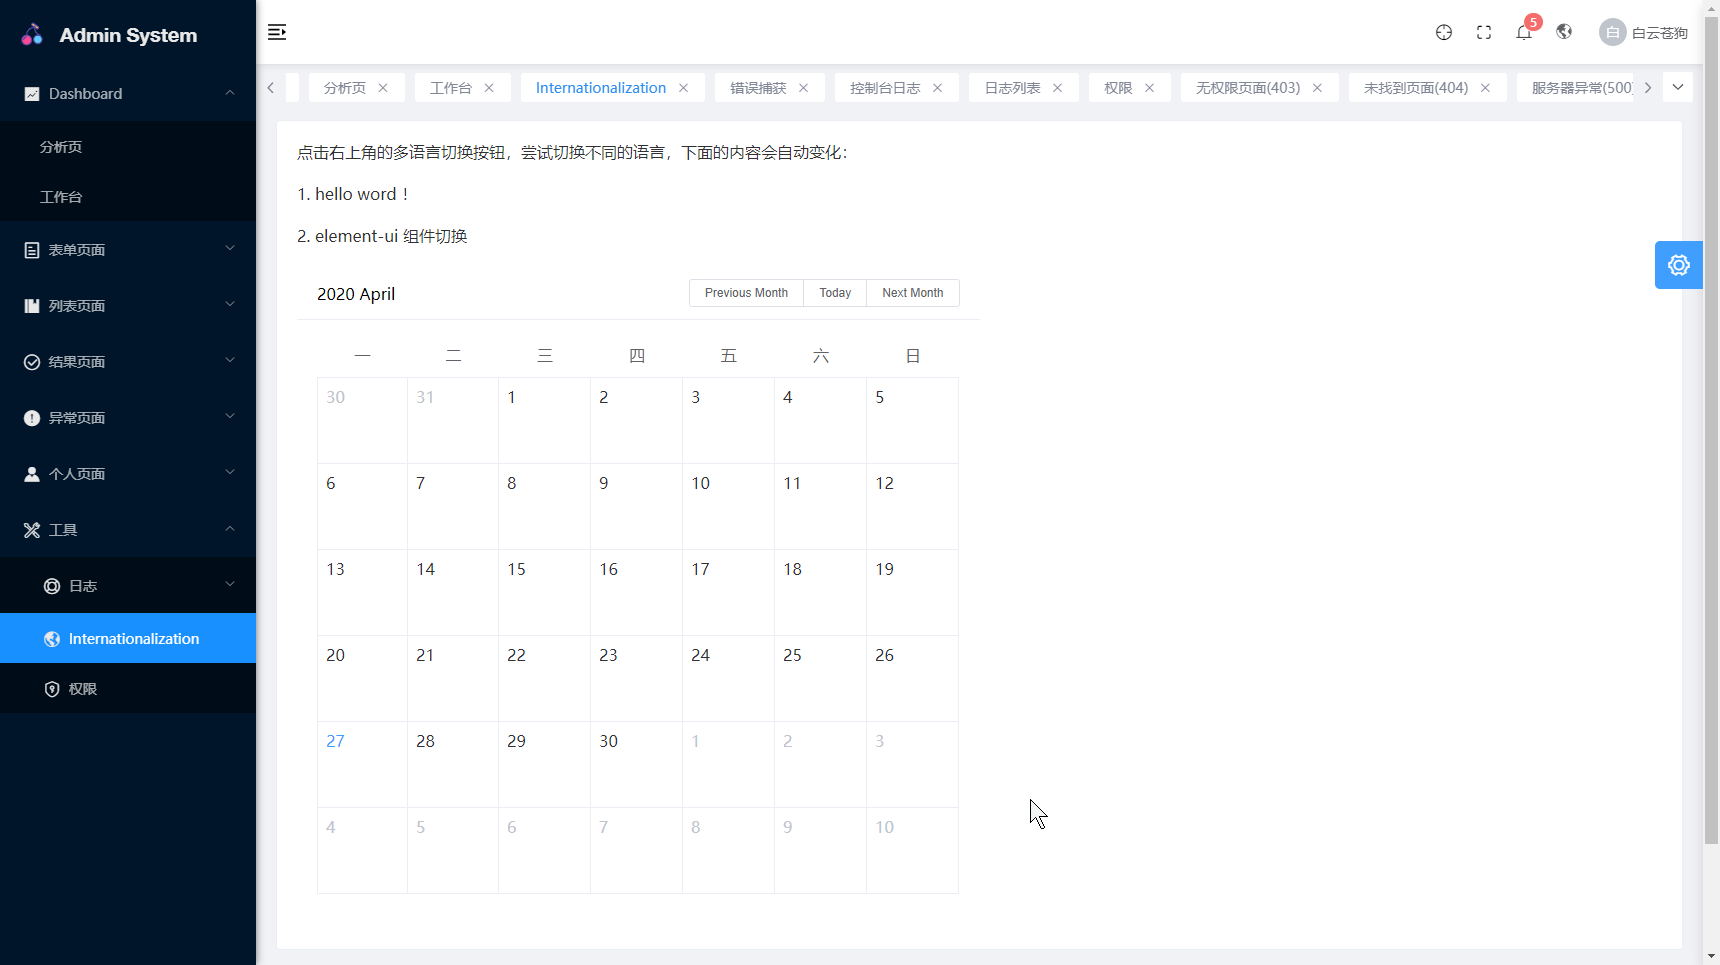 Admin System
Dashboard
分析页
工作台
表单页面
列表页面
结果页面
异常页面
个人页面
工具
日志
Internationalization
权限
5
白
白云苍狗
分析页
工作台
Internationalization
错误捕获
控制台日志
日志列表
权限
无权限页面(403)
未找到页面(404)
服务器异常(500)
点击右上角的多语言切换按钮，尝试切换不同的语言，下面的内容会自动变化：
1. hello word！
2. element-ui 组件切换
2020 April
Previous Month Today Next Month
一 二 三 四 五 六 日
30 31 1 2 3 4 5
6 7 8 9 10 11 12
13 14 15 16 17 18 19
20 21 22 23 24 25 26
27 28 29 30 1 2 3
4 5 6 7 8 9 10